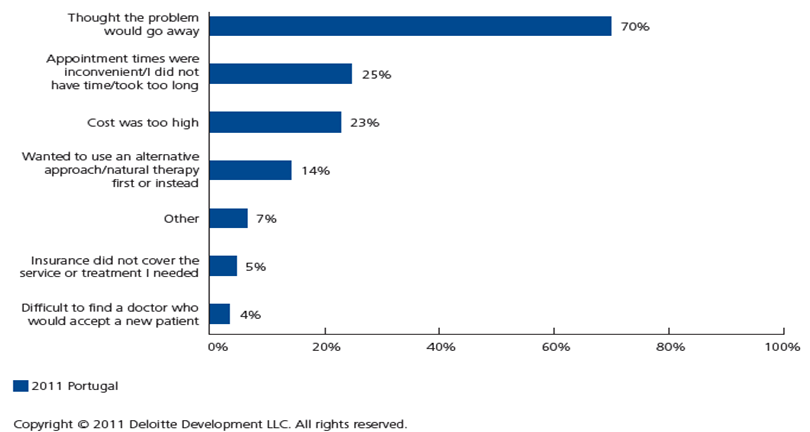 Thought the problem
would go away
70%
Appointment times were
inconvenient/I did not
have time/took too long
25%
Cost was too high
23%
Wanted to use an alternative
approach/natural therapy
first or instead
14%
Other
7%
Insurance did not cover the
service or treatment I needed
5%
Difficult to find a doctor who
would accept a new patient
4%
0% 20% 40% 60% 80% 100%
2011 Portugal
Copyright © 2011 Deloitte Development LLC. All rights reserved.